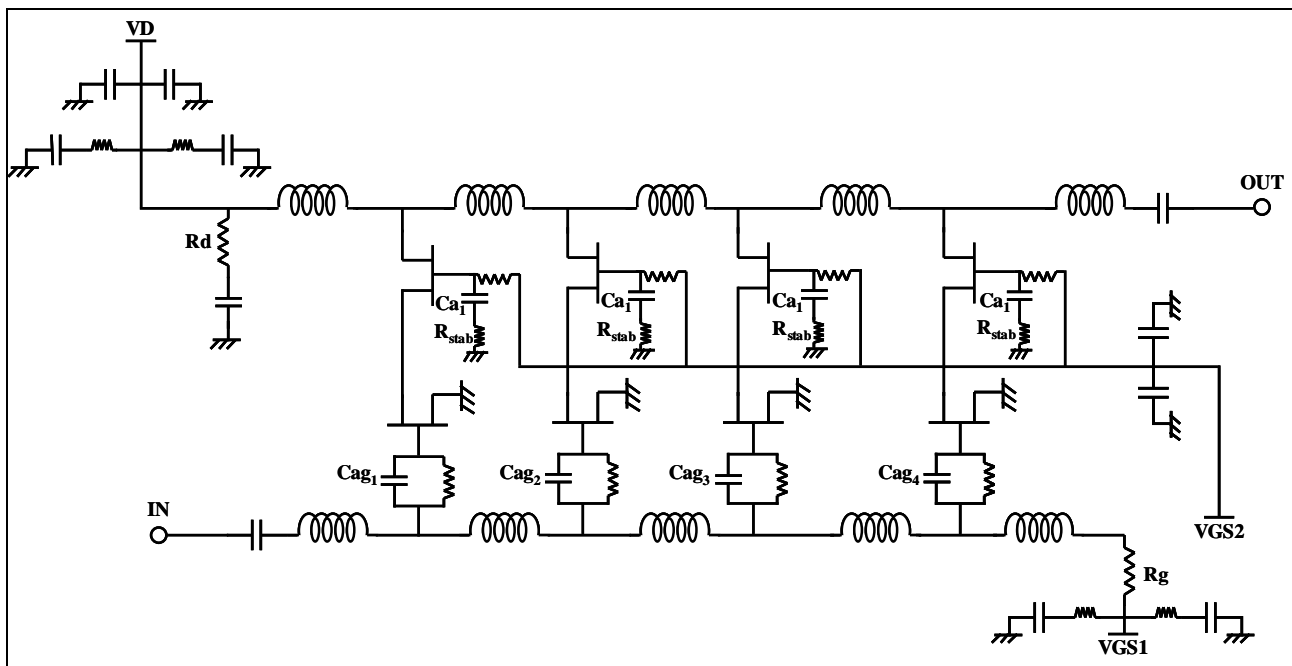 VD
OUT
Rd
Ca1
Rstab
Ca1
Rstab
Ca1
Rstab
Ca1
Rstab
Cag1
Cag2
Cag3
Cag4
IN
VGS2
Rg
VGS1